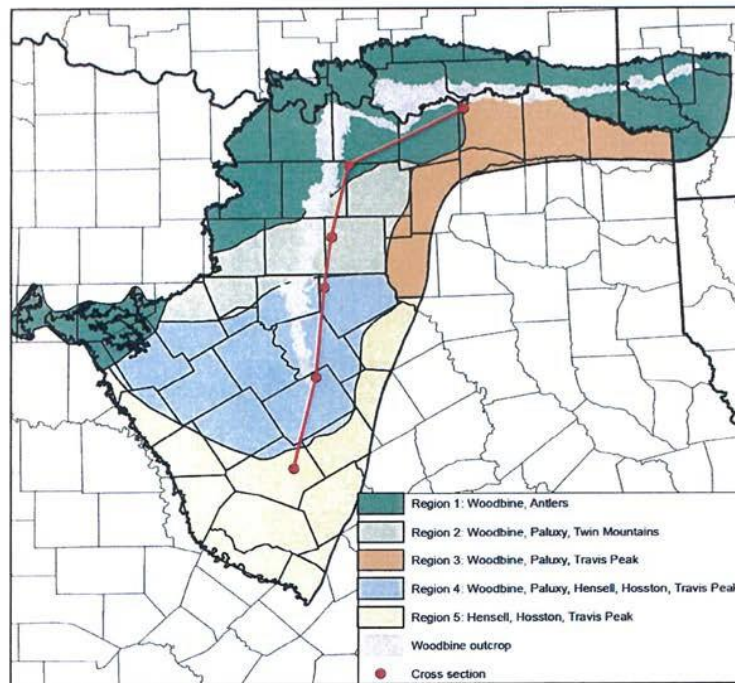 Region 1: Woodbine, Antlers
Region 2: Woodbine, Paluxy, Twin Mountains
Region 3: Woodbine, Paluxy, Travis Peak
Region 4: Woodbine, Paluxy, Hensell, Hosston, Travis Peak
Region 5: Hensell, Hosston, Travis Peak
Woodbine outcrop
Cross section